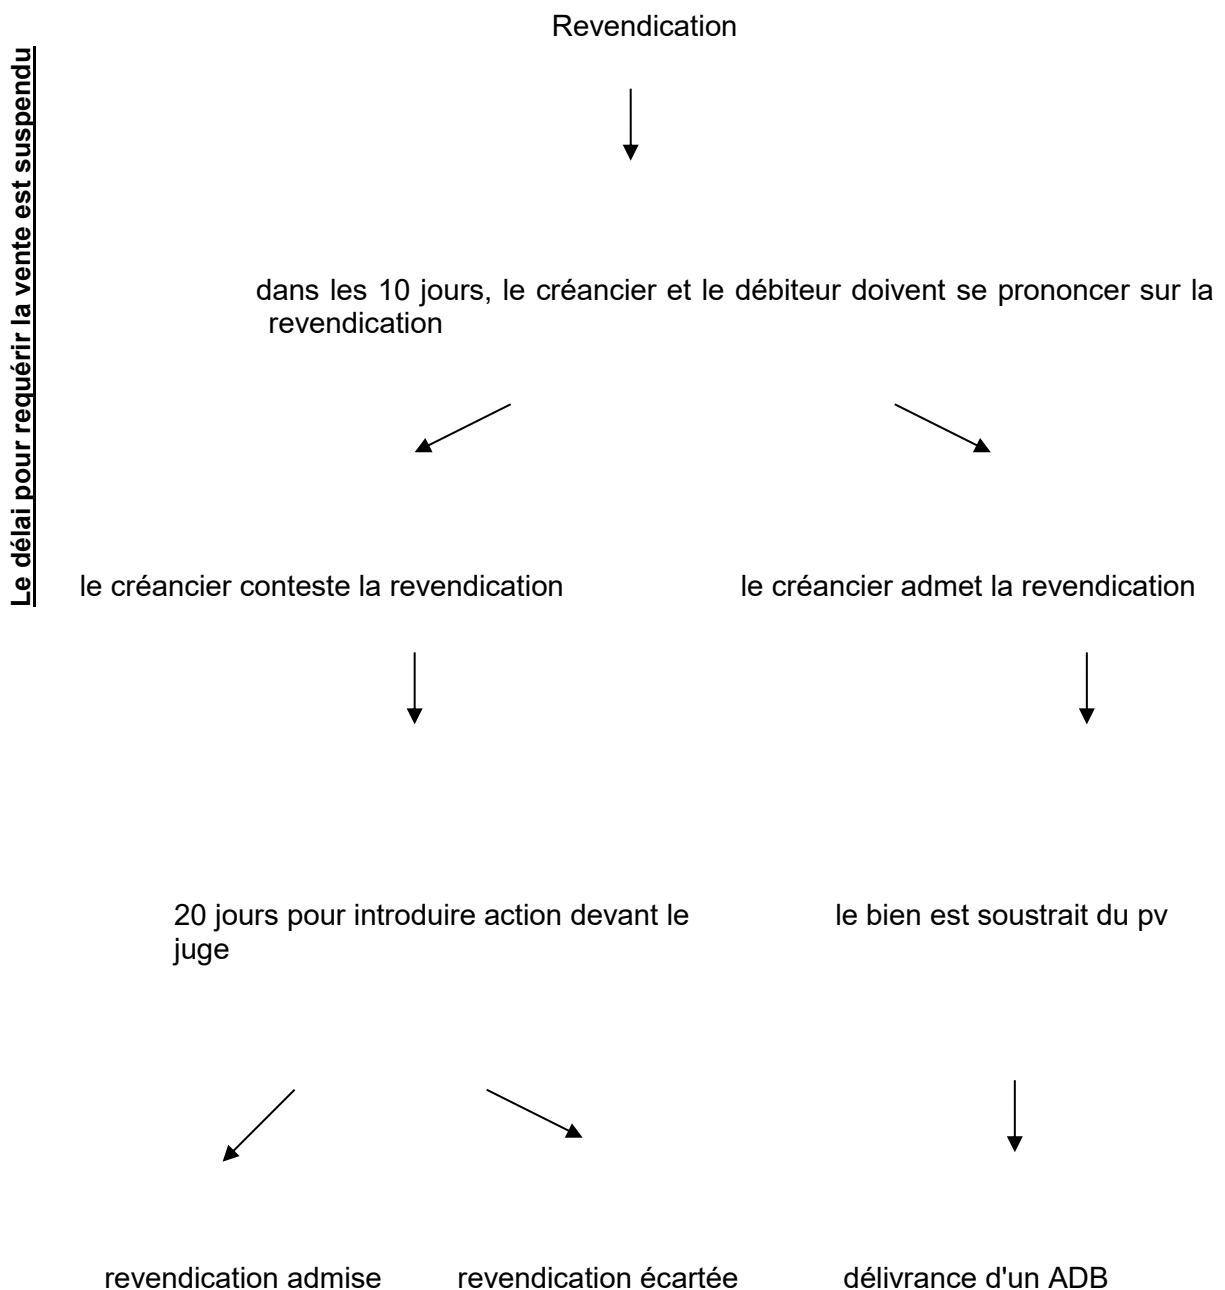 Revendication
Le délai pour requérir la vente est suspendu
dans les 10 jours, le créancier et le débiteur doivent se prononcer sur la
revendication
le créancier conteste la revendication
le créancier admet la revendication
20 jours pour introduire action devant le
juge
le bien est soustrait du pv
revendication admise
revendication écartée
délivrance d'un ADB